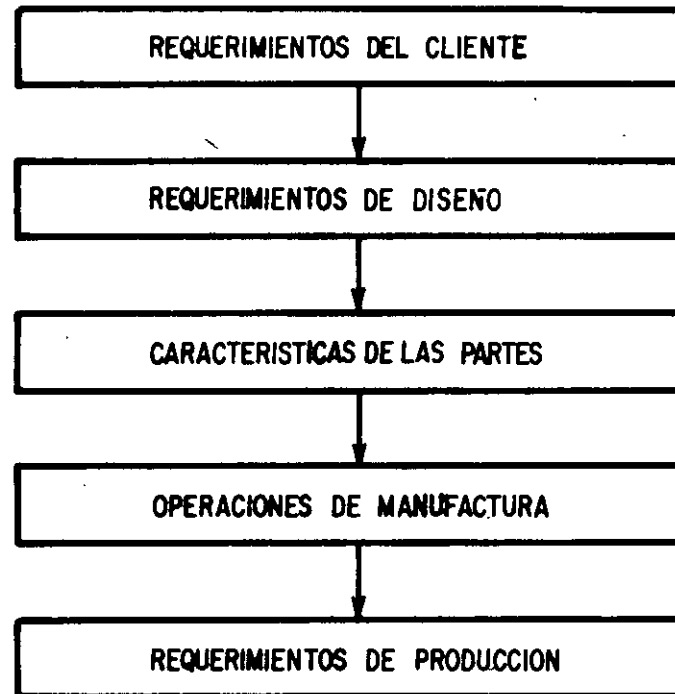 REQUERIMIENTOS DEL CLIENTE
REQUERIMIENTOS DE DISEÑO
CARACTERISTICAS DE LAS PARTES
OPERACIONES DE MANUFACTURA
REQUERIMIENTOS DE PRODUCCION